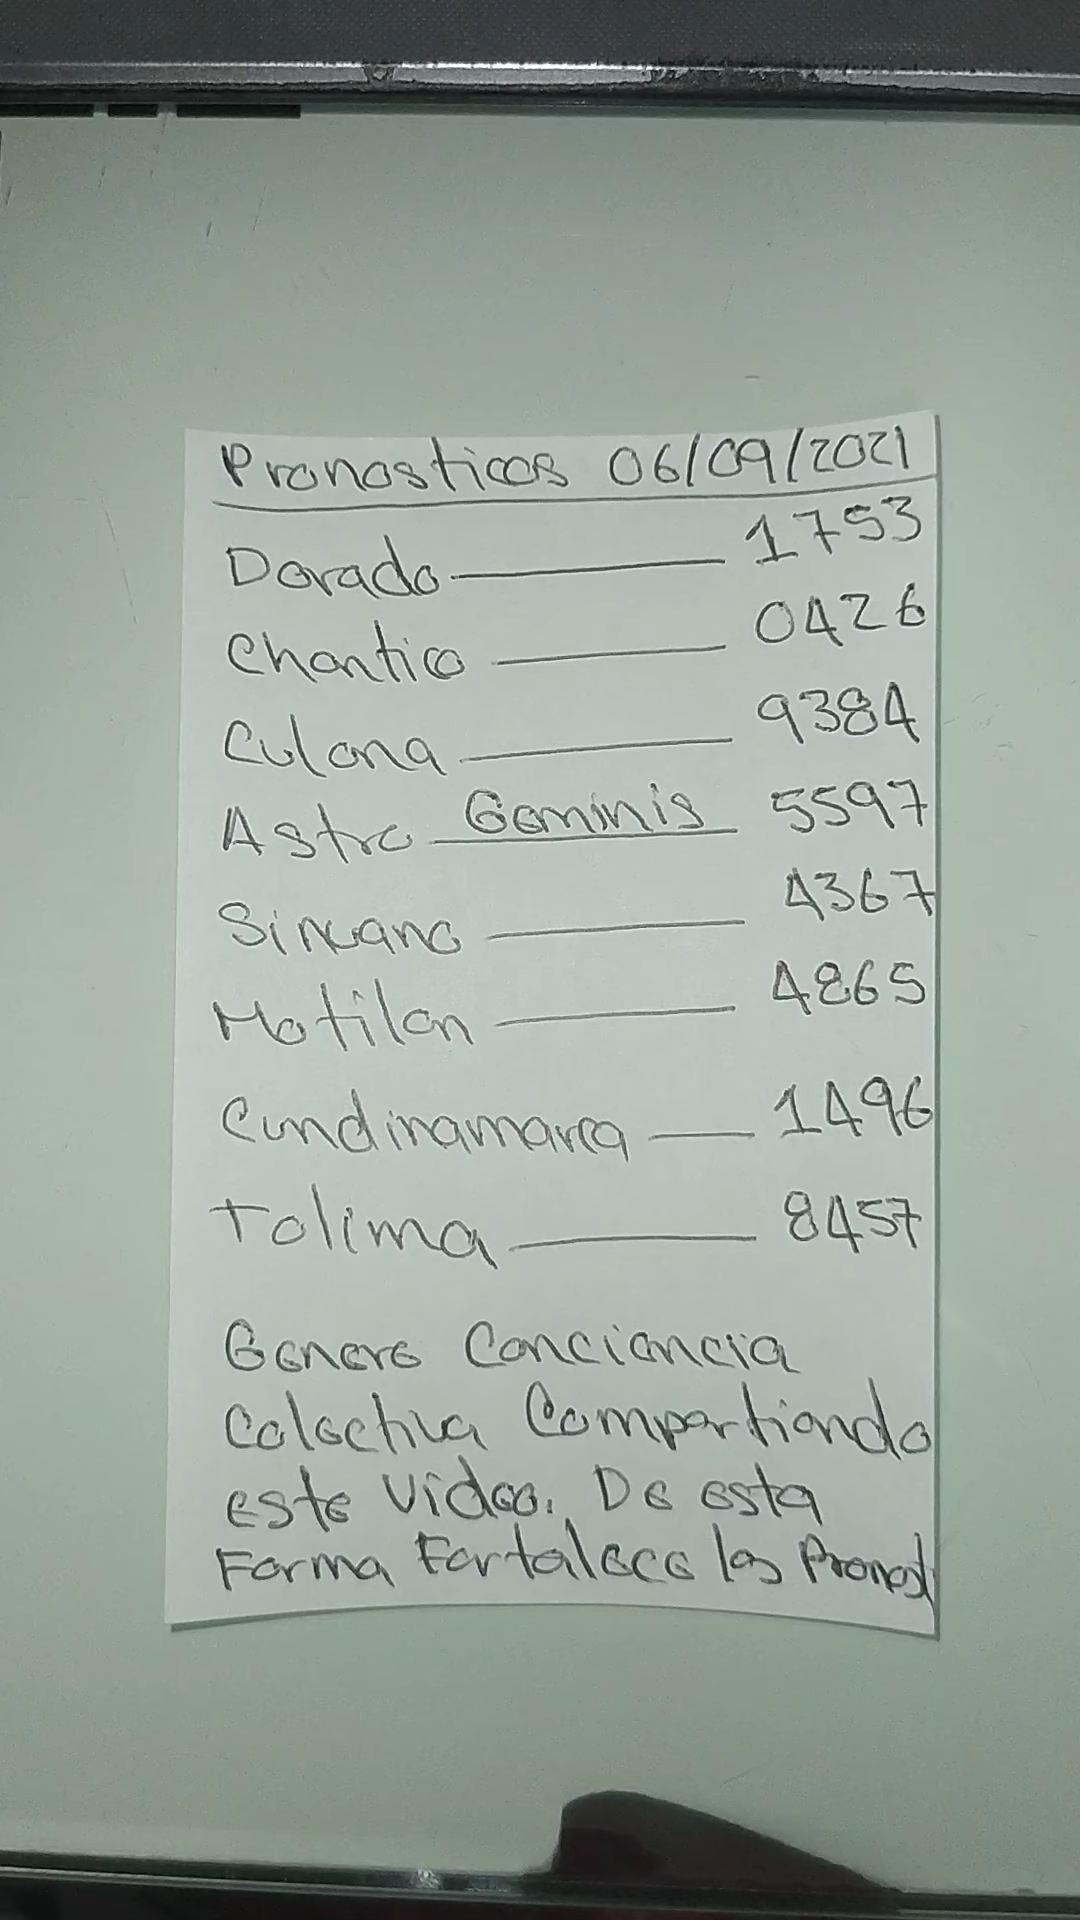 Pronosticos 06/09/2021
Dorado 1753
Chontico 0426
Culona 9384
Astro Geminis 5597
Sinuano 4367
Motilon 4865
Cundinamarca 1496
Tolima 8457
Genere Conciencia
Colectiva Compartiendo
este Video. De esta
Forma Fortalece los Pronost